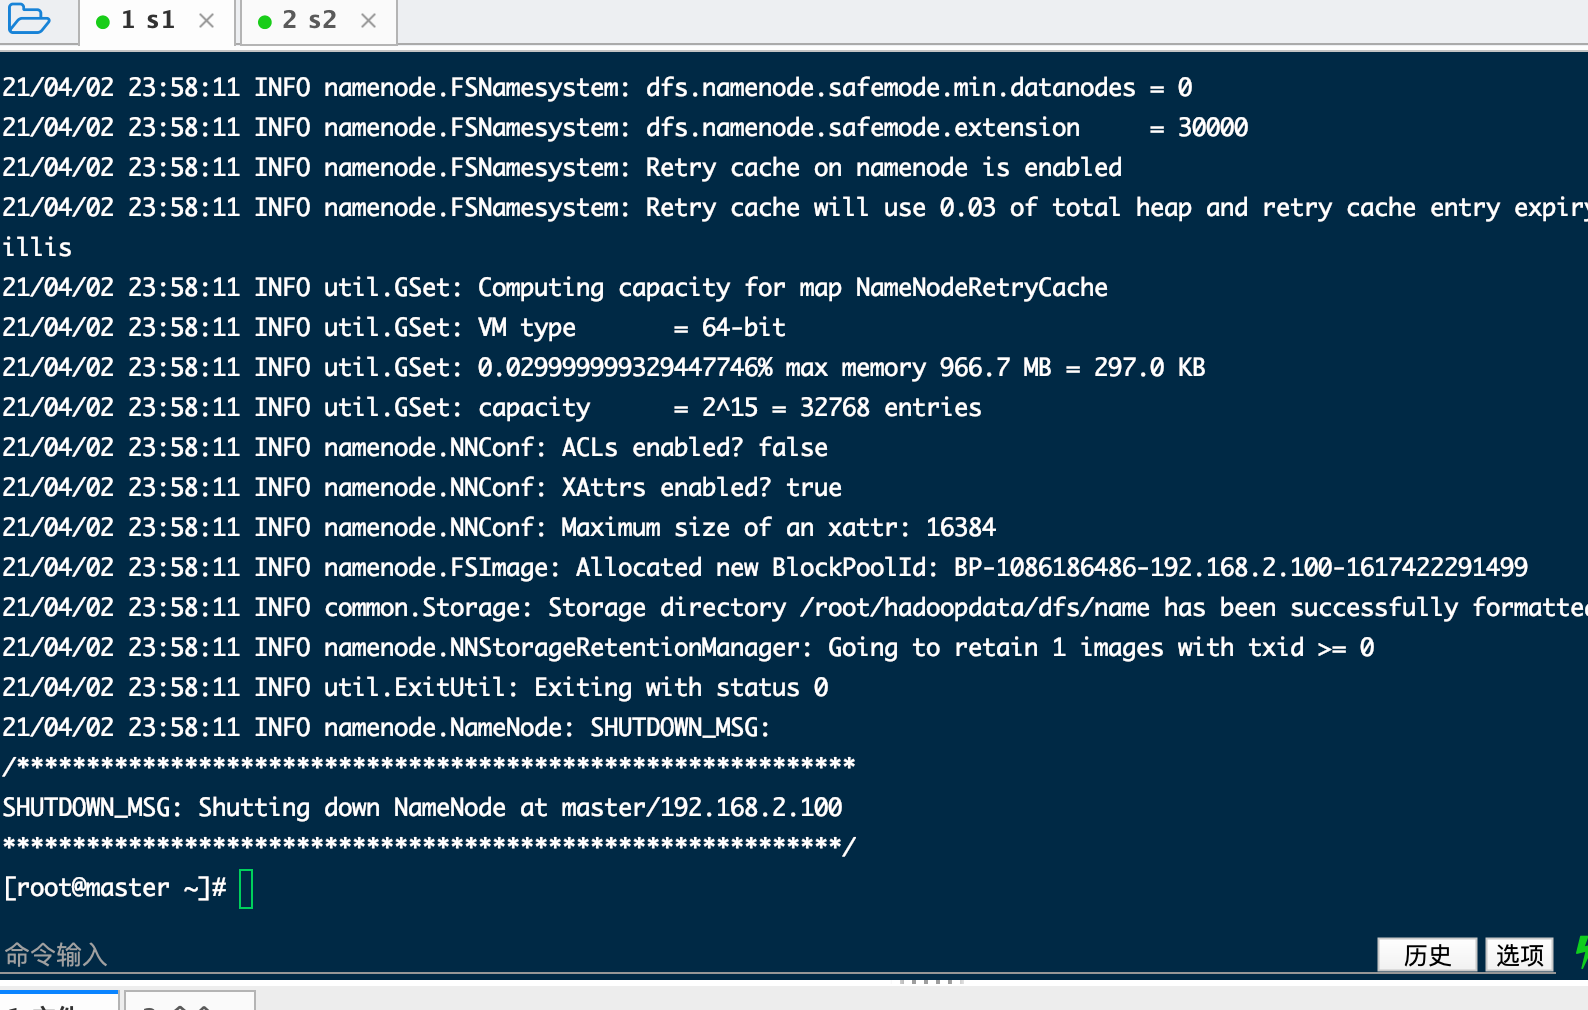 1 s1 ×
2 s2 ×
21/04/02 23:58:11 INFO namenode.FSNamesystem: dfs.namenode.safemode.min.datanodes = 0
21/04/02 23:58:11 INFO namenode.FSNamesystem: dfs.namenode.safemode.extension     = 30000
21/04/02 23:58:11 INFO namenode.FSNamesystem: Retry cache on namenode is enabled
21/04/02 23:58:11 INFO namenode.FSNamesystem: Retry cache will use 0.03 of total heap and retry cache entry expiry
illis
21/04/02 23:58:11 INFO util.GSet: Computing capacity for map NameNodeRetryCache
21/04/02 23:58:11 INFO util.GSet: VM type       = 64-bit
21/04/02 23:58:11 INFO util.GSet: 0.029999999329447746% max memory 966.7 MB = 297.0 KB
21/04/02 23:58:11 INFO util.GSet: capacity      = 2^15 = 32768 entries
21/04/02 23:58:11 INFO namenode.NNConf: ACLs enabled? false
21/04/02 23:58:11 INFO namenode.NNConf: XAttrs enabled? true
21/04/02 23:58:11 INFO namenode.NNConf: Maximum size of an xattr: 16384
21/04/02 23:58:11 INFO namenode.FSImage: Allocated new BlockPoolId: BP-1086186486-192.168.2.100-1617422291499
21/04/02 23:58:11 INFO common.Storage: Storage directory /root/hadoopdata/dfs/name has been successfully formatted
21/04/02 23:58:11 INFO namenode.NNStorageRetentionManager: Going to retain 1 images with txid >= 0
21/04/02 23:58:11 INFO util.ExitUtil: Exiting with status 0
21/04/02 23:58:11 INFO namenode.NameNode: SHUTDOWN_MSG:
/************************************************************
SHUTDOWN_MSG: Shutting down NameNode at master/192.168.2.100
************************************************************/
[root@master ~]#
命令输入
历史
选项